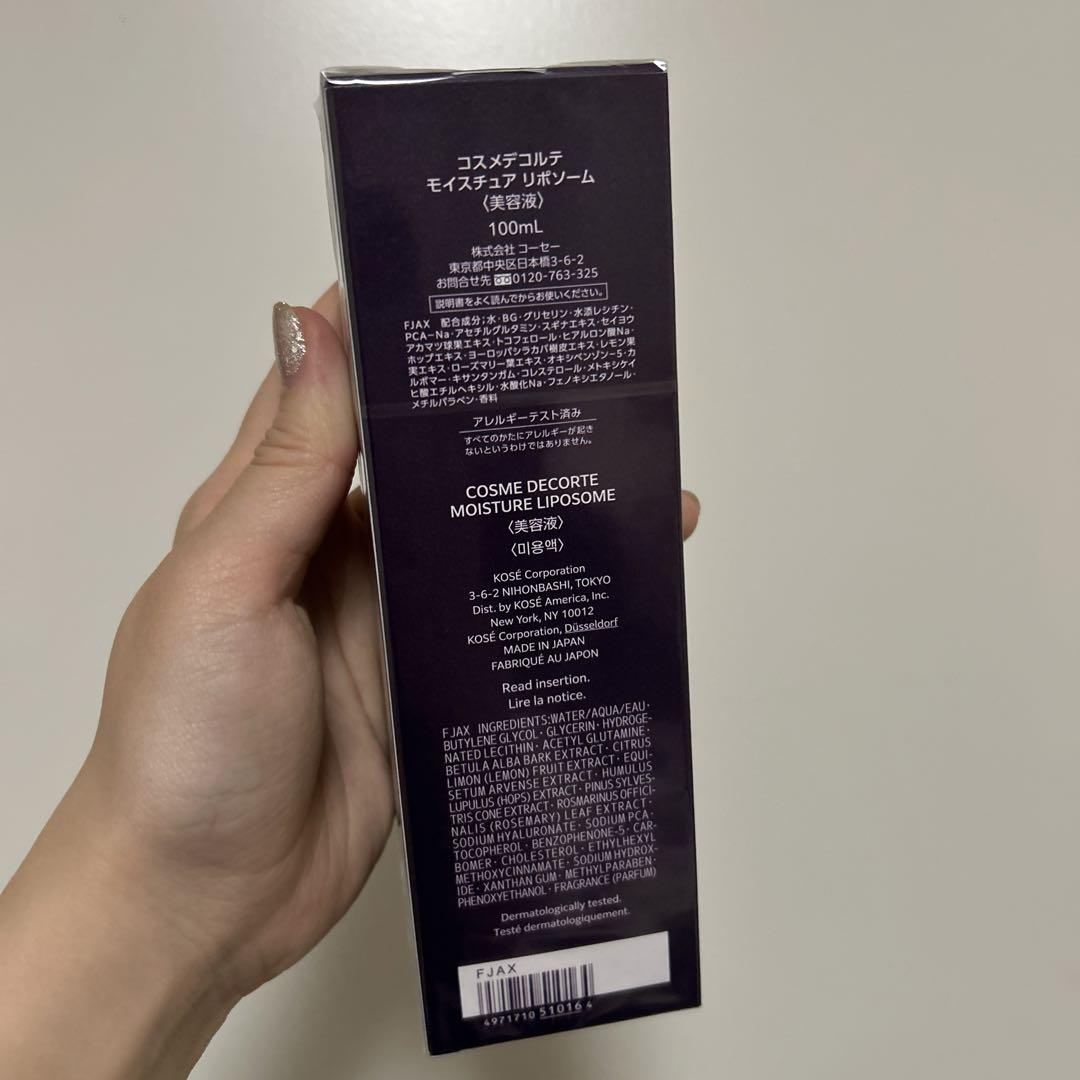 コスメデコルテ
モイスチュア リポソーム
〈美容液〉
100mL
株式会社 コーセー
東京都中央区日本橋3-6-2
お問合せ先 0120-763-325
説明書をよく読んでからお使いください。
FJAX 配合成分；水・BG・グリセリン・水添レシチン・
PCA-Na・アセチルグルタミン・スギナエキス・セイヨウ
アカマツ球果エキス・トコフェロール・ヒアルロン酸Na・
ホップエキス・ヨーロッパシラカバ樹皮エキス・レモン果
実エキス・ローズマリー葉エキス・オキシベンゾン-5・カ
ルボマー・キサンタンガム・コレステロール・メトキシケイ
ヒ酸エチルヘキシル・水酸化Na・フェノキシエタノール・
メチルパラベン・香料
アレルギーテスト済み
すべてのかたにアレルギーが起き
ないというわけではありません。
COSME DECORTE
MOISTURE LIPOSOME
〈美容液〉
〈미용액〉
KOSÉ Corporation
3-6-2 NIHONBASHI, TOKYO
Dist. by KOSÉ America, Inc.
New York, NY 10012
KOSÉ Corporation, Düsseldorf
MADE IN JAPAN
FABRIQUÉ AU JAPON
Read insertion.
Lire la notice.
FJAX INGREDIENTS:WATER/AQUA/EAU·
BUTYLENE GLYCOL· GLYCERIN· HYDROGE-
NATED LECITHIN· ACETYL GLUTAMINE·
BETULA ALBA BARK EXTRACT· CITRUS
LIMON (LEMON) FRUIT EXTRACT· EQUI-
SETUM ARVENSE EXTRACT· HUMULUS
LUPULUS (HOPS) EXTRACT· PINUS SYLVES-
TRIS CONE EXTRACT· ROSMARINUS OFFICI-
NALIS (ROSEMARY) LEAF EXTRACT·
SODIUM HYALURONATE· SODIUM PCA·
TOCOPHEROL· BENZOPHENONE-5· CAR-
BOMER· CHOLESTEROL· ETHYLHEXYL
METHOXYCINNAMATE· SODIUM HYDROX-
IDE· XANTHAN GUM· METHYLPARABEN·
PHENOXYETHANOL· FRAGRANCE (PARFUM)
Dermatologically tested.
Testé dermatologiquement.
FJAX
4971710 510164